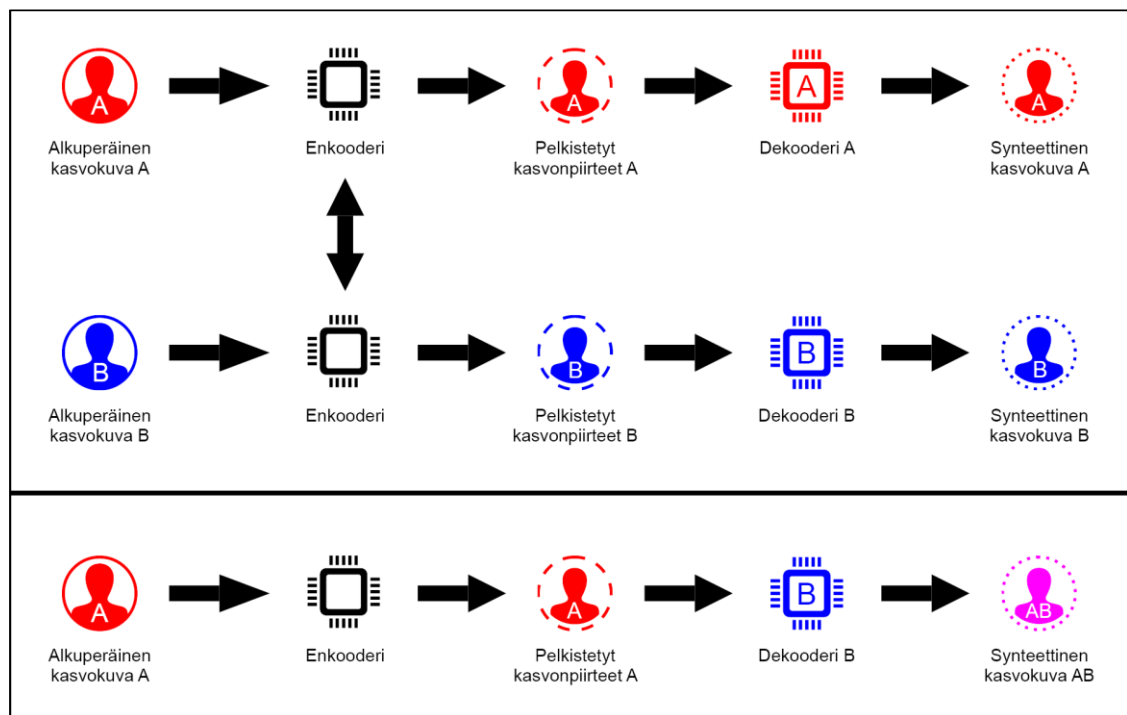 A
A
A
A
Alkuperäinen
kasvokuva A
Enkooderi
Pelkistetyt
kasvonpiirteet A
Dekooderi A
Synteettinen
kasvokuva A
B
B
B
B
Alkuperäinen
kasvokuva B
Enkooderi
Pelkistetyt
kasvonpiirteet B
Dekooderi B
Synteettinen
kasvokuva B
A
A
B
AB
Alkuperäinen
kasvokuva A
Enkooderi
Pelkistetyt
kasvonpiirteet A
Dekooderi B
Synteettinen
kasvokuva AB